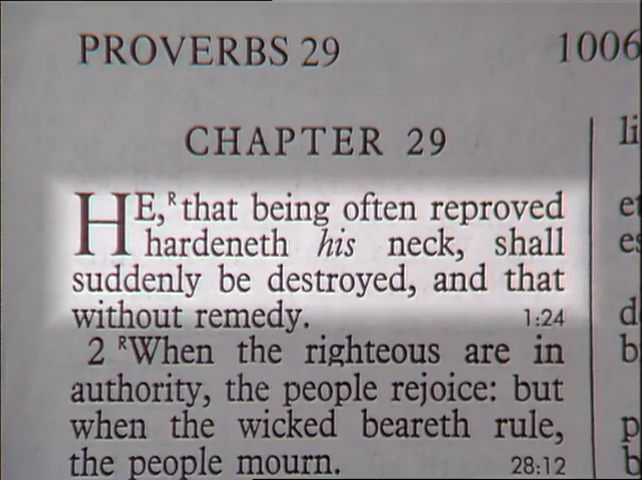 PROVERBS 29
1006
CHAPTER 29
HE,ᴿ that being often reproved
hardeneth his neck, shall
suddenly be destroyed, and that
without remedy. 1:24
2 ᴿWhen the righteous are in
authority, the people rejoice: but
when the wicked beareth rule,
the people mourn. 28:12